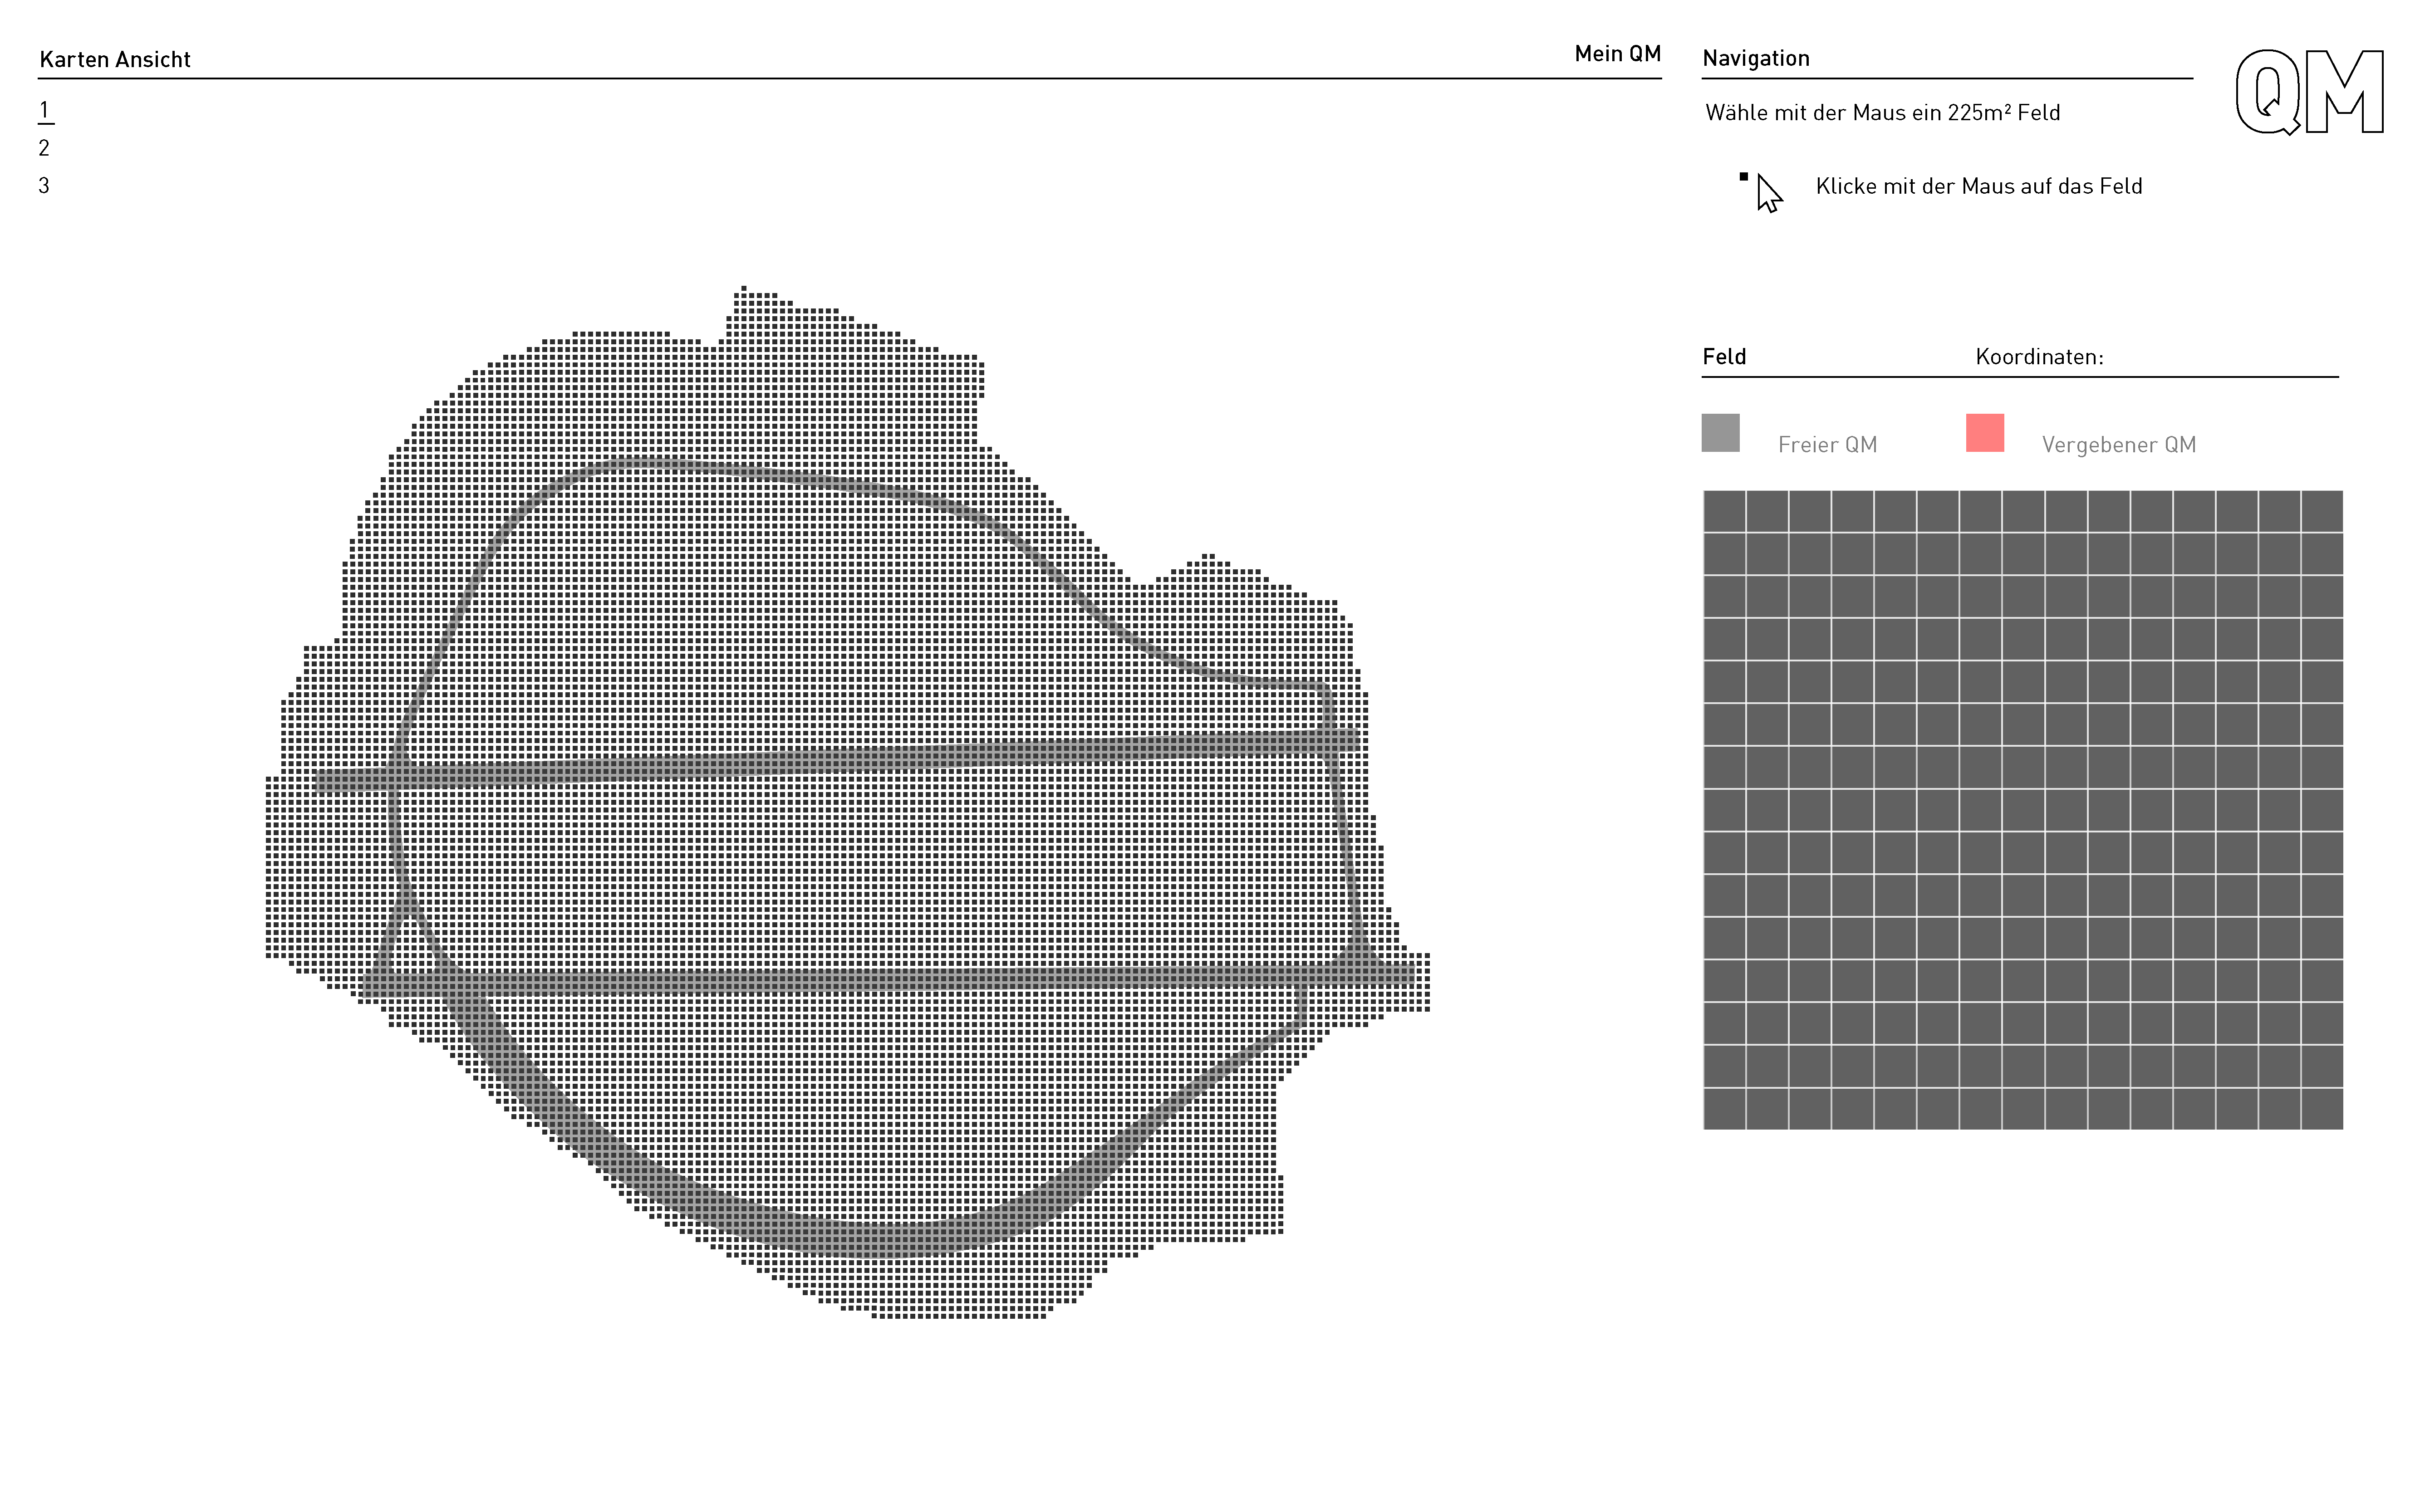 Karten Ansicht
Mein QM
1
2
3
Navigation
Wähle mit der Maus ein 225m² Feld
Klicke mit der Maus auf das Feld
QM
Feld
Koordinaten:
Freier QM
Vergebener QM